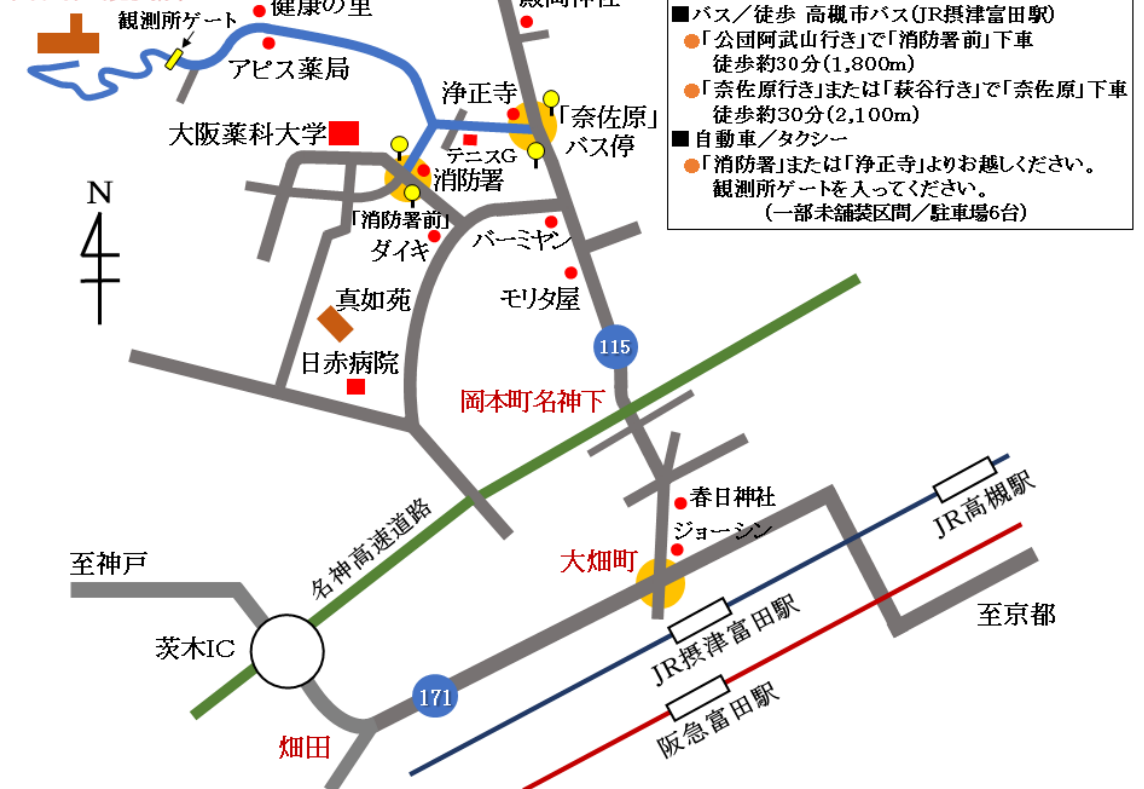 健康の里
観測所ゲート
アピス薬局
浄正寺
「奈佐原」
バス停
大阪薬科大学
テニスG
消防署
「消防署前」
ダイキ
バーミヤン
N
真如苑
モリタ屋
日赤病院
115
岡本町名神下
名神高速道路
春日神社
ジョーシン
大畑町
JR高槻駅
至神戸
茨木IC
JR摂津富田駅
至京都
171
阪急富田駅
畑田
■バス／徒歩 高槻市バス(JR摂津富田駅)
●「公団阿武山行き」で「消防署前」下車
徒歩約30分(1,800m)
●「奈佐原行き」または「萩谷行き」で「奈佐原」下車
徒歩約30分(2,100m)
■自動車／タクシー
●「消防署」または「浄正寺」よりお越しください。
観測所ゲートを入ってください。
(一部未舗装区間／駐車場6台)